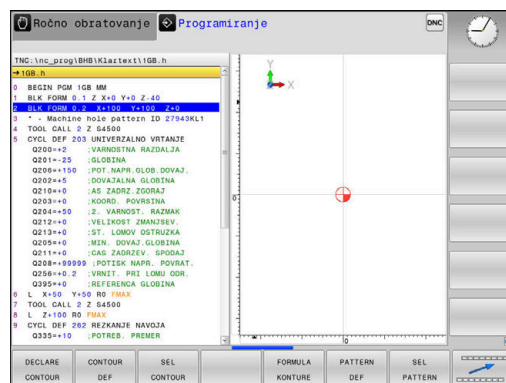 Ročno obratovanje
Programiranje
DNC
TNC:\nc_prog\BHB\Klartext\1GB.h
→1GB.h
0 BEGIN PGM 1GB MM
1 BLK FORM 0.1 Z X+0 Y+0 Z-40
2 BLK FORM 0.2 X+100 Y+100 Z+0
3 * - Machine hole pattern ID 27943KL1
4 TOOL CALL 2 Z S4500
5 CYCL DEF 203 UNIVERZALNO VRTANJE
Q200=+2 ;VARNOSTNA RAZDALJA
Q201=-25 ;GLOBINA
Q206=+150 ;POT.NAPR.GLOB.DOVAJ.
Q202=+5 ;DOVAJALNA GLOBINA
Q210=+0 ;AS ZADRZ.ZGORAJ
Q203=+0 ;KOORD. POVRSINA
Q204=+50 ;2. VARNOST. RAZMAK
Q212=+0 ;VELIKOST ZMANJSEV.
Q213=+0 ;ST. LOMOV OSTRUZKA
Q205=+0 ;MIN. DOVAJ.GLOBINA
Q211=+0 ;CAS ZADRZEV. SPODAJ
Q208=+99999 ;POTISK NAPR. POVRAT.
Q256=+0.2 ;VRNIT. PRI LOMU ODR.
Q395=+0 ;REFERENCA GLOBINA
6 L X+50 Y+50 R0 FMAX
7 TOOL CALL 2 Z S4500
8 L Z+100 R0 FMAX
9 CYCL DEF 262 REZKANJE NAVOJA
Q335=+10 ;POTREB. PREMER
Y
X
0
0
DECLARE CONTOUR
CONTOUR DEF
SEL CONTOUR
FORMULA KONTURE
PATTERN DEF
SEL PATTERN